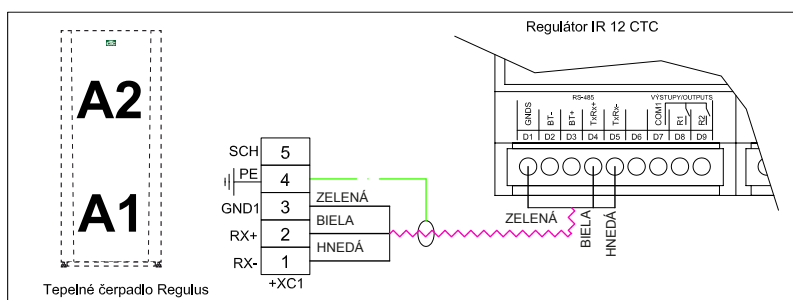 Regulátor IR 12 CTC
RS-485
VÝSTUPY/OUTPUTS
GNDS BT- BT+ TxRx+ TxRx- COM1 R1 R2
D1 D2 D3 D4 D5 D6 D7 D8 D9
A2
A1
Tepelné čerpadlo Regulus
SCH 5
PE 4
GND1 3 ZELENÁ
RX+ 2 BIELA
RX- 1 HNEDÁ
+XC1
ZELENÁ
BIELA
HNEDÁ